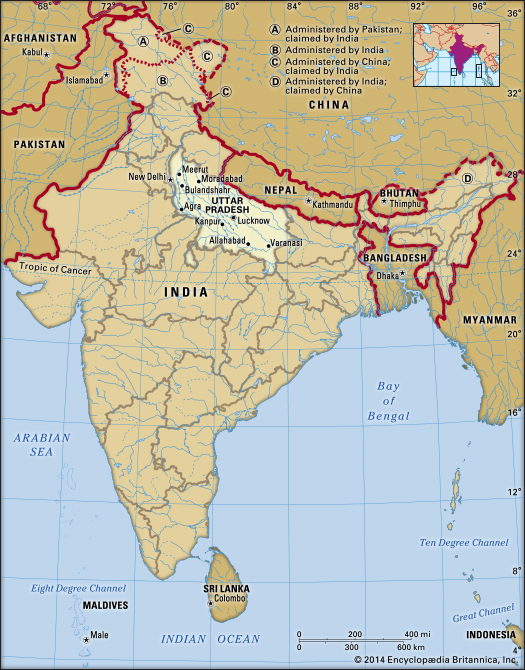 68°
72°
76°
80°
84°
88°
92°
96°
36°
AFGHANISTAN
Kabul
Islamabad
PAKISTAN
A
B
C
C
C
A Administered by Pakistan;
claimed by India
B Administered by India
C Administered by China;
claimed by India
D Administered by India;
claimed by China
32°
CHINA
28°
D
New Delhi
Meerut
Moradabad
Bulandshahr
Agra
UTTAR
PRADESH
Kanpur
Lucknow
Allahabad
Varanasi
NEPAL
Kathmandu
BHUTAN
Thimphu
BANGLADESH
Dhaka
24°
Tropic of Cancer
INDIA
MYANMAR
20°
Bay
of
Bengal
16°
ARABIAN
SEA
12°
Ten Degree Channel
8°
Eight Degree Channel
MALDIVES
Male
SRI LANKA
Colombo
INDIAN OCEAN
Great Channel
INDONESIA
4°
0 200 400 mi
0 300 600 km
© 2014 Encyclopædia Britannica, Inc.